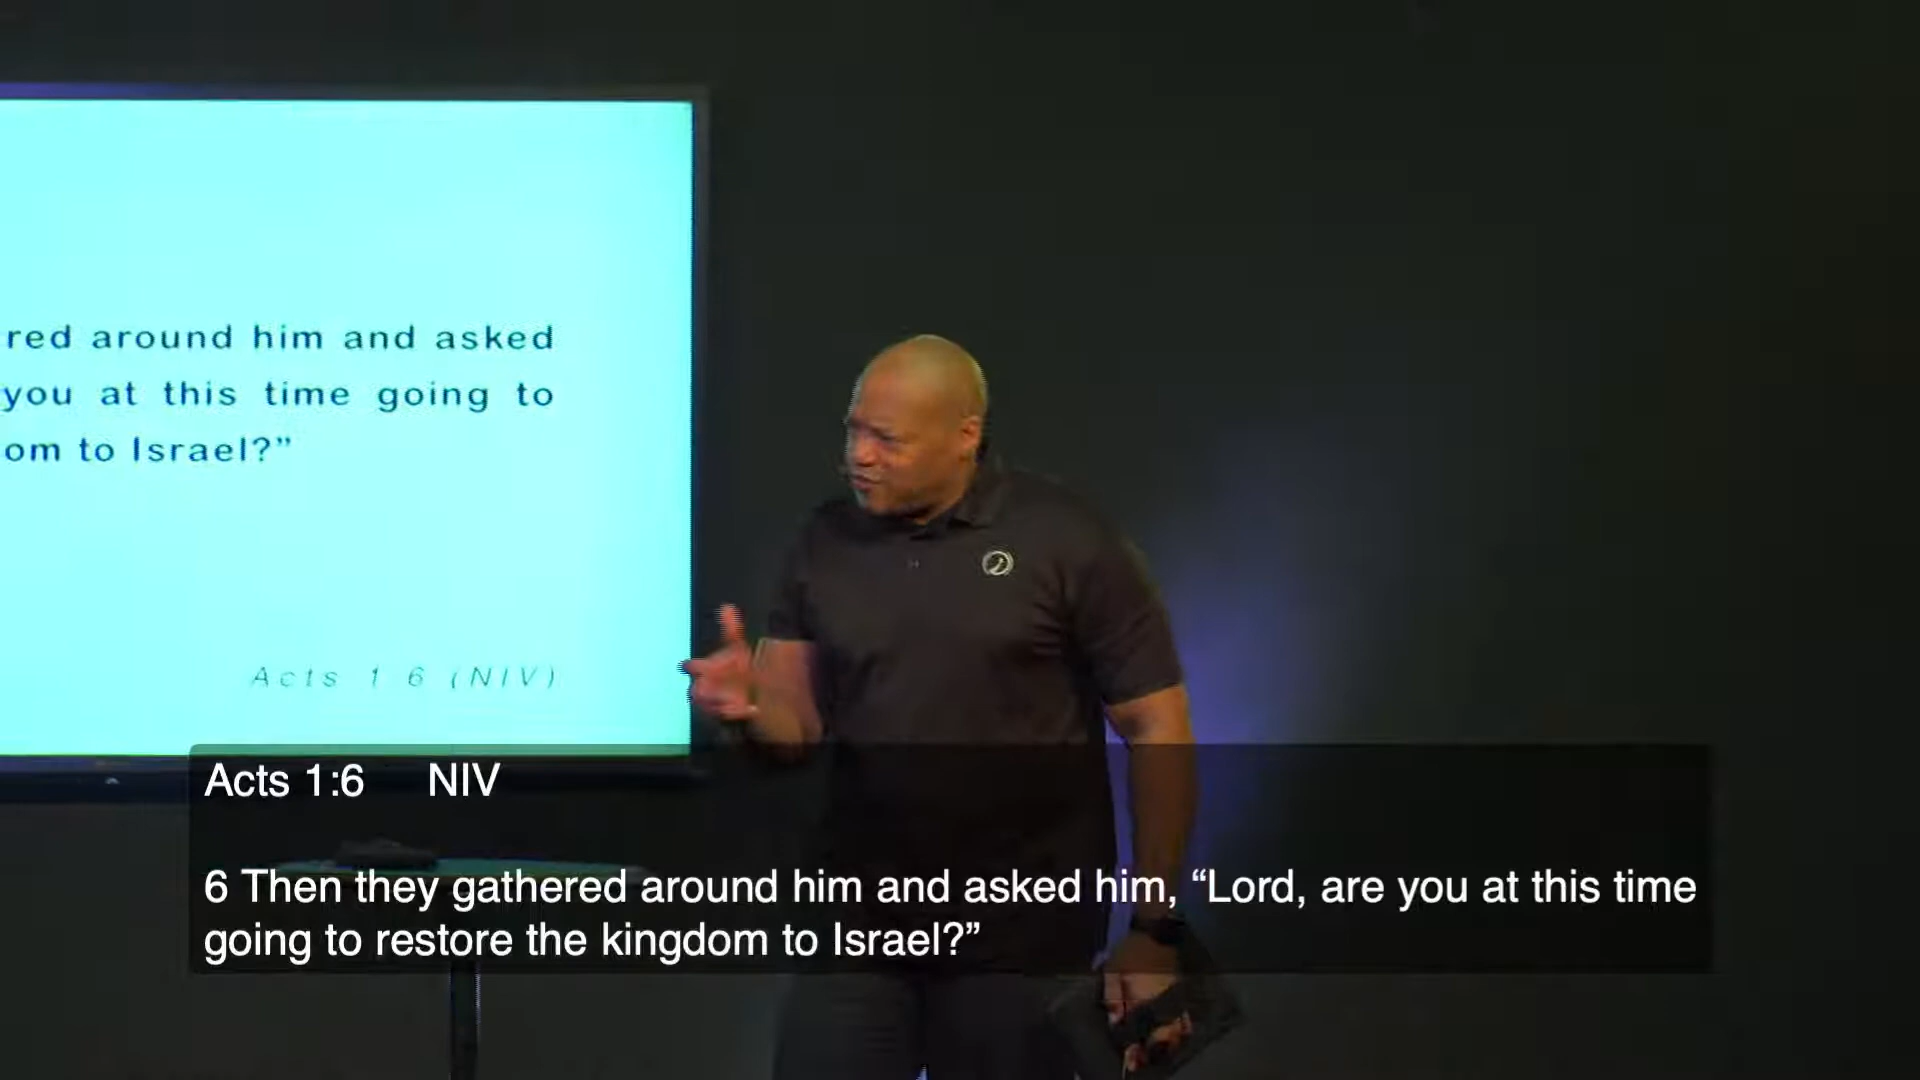 red around him and asked
you at this time going to
om to Israel?”
Acts 1 6 (NIV)
Acts 1:6 NIV
6 Then they gathered around him and asked him, “Lord, are you at this time
going to restore the kingdom to Israel?”